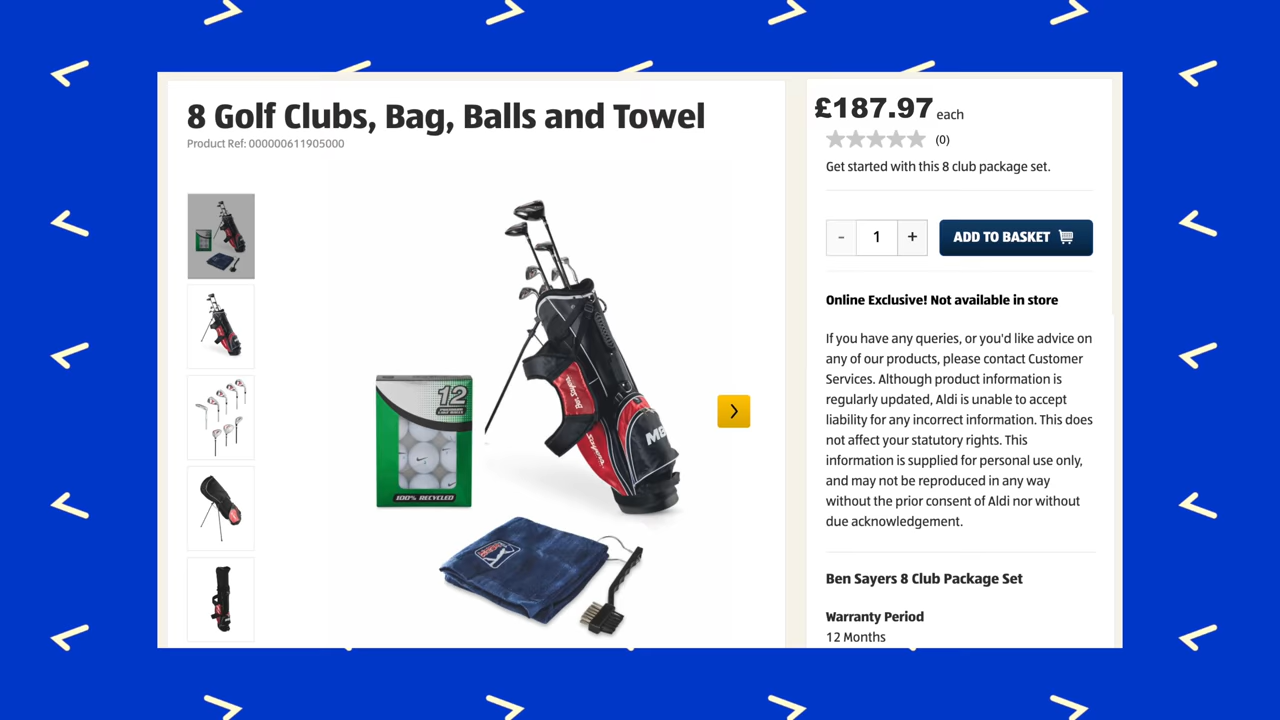 8 Golf Clubs, Bag, Balls and Towel
Product Ref: 000000611905000
£187.97 each
(0)
Get started with this 8 club package set.
- 1 +
ADD TO BASKET
Online Exclusive! Not available in store
If you have any queries, or you'd like advice on
any of our products, please contact Customer
Services. Although product information is
regularly updated, Aldi is unable to accept
liability for any incorrect information. This does
not affect your statutory rights. This
information is supplied for personal use only,
and may not be reproduced in any way
without the prior consent of Aldi nor without
due acknowledgement.
Ben Sayers 8 Club Package Set
Warranty Period
12 Months
12
100% RECYCLED
Ben Sayers